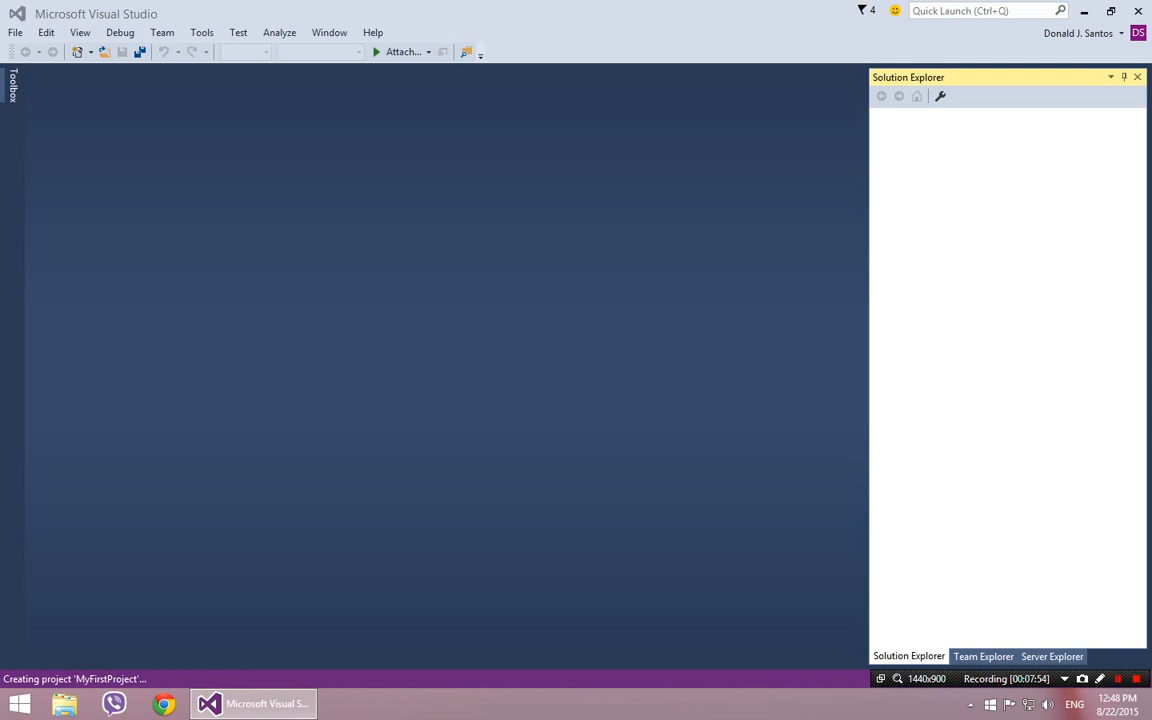 Microsoft Visual Studio
4
Quick Launch (Ctrl+Q)
File Edit View Debug Team Tools Test Analyze Window Help
Donald J. Santos DS
Attach...
Toolbox
Solution Explorer
Solution Explorer Team Explorer Server Explorer
Creating project 'MyFirstProject'...
1440x900 Recording [00:07:54]
Microsoft Visual S...
ENG
12:48 PM
8/22/2015